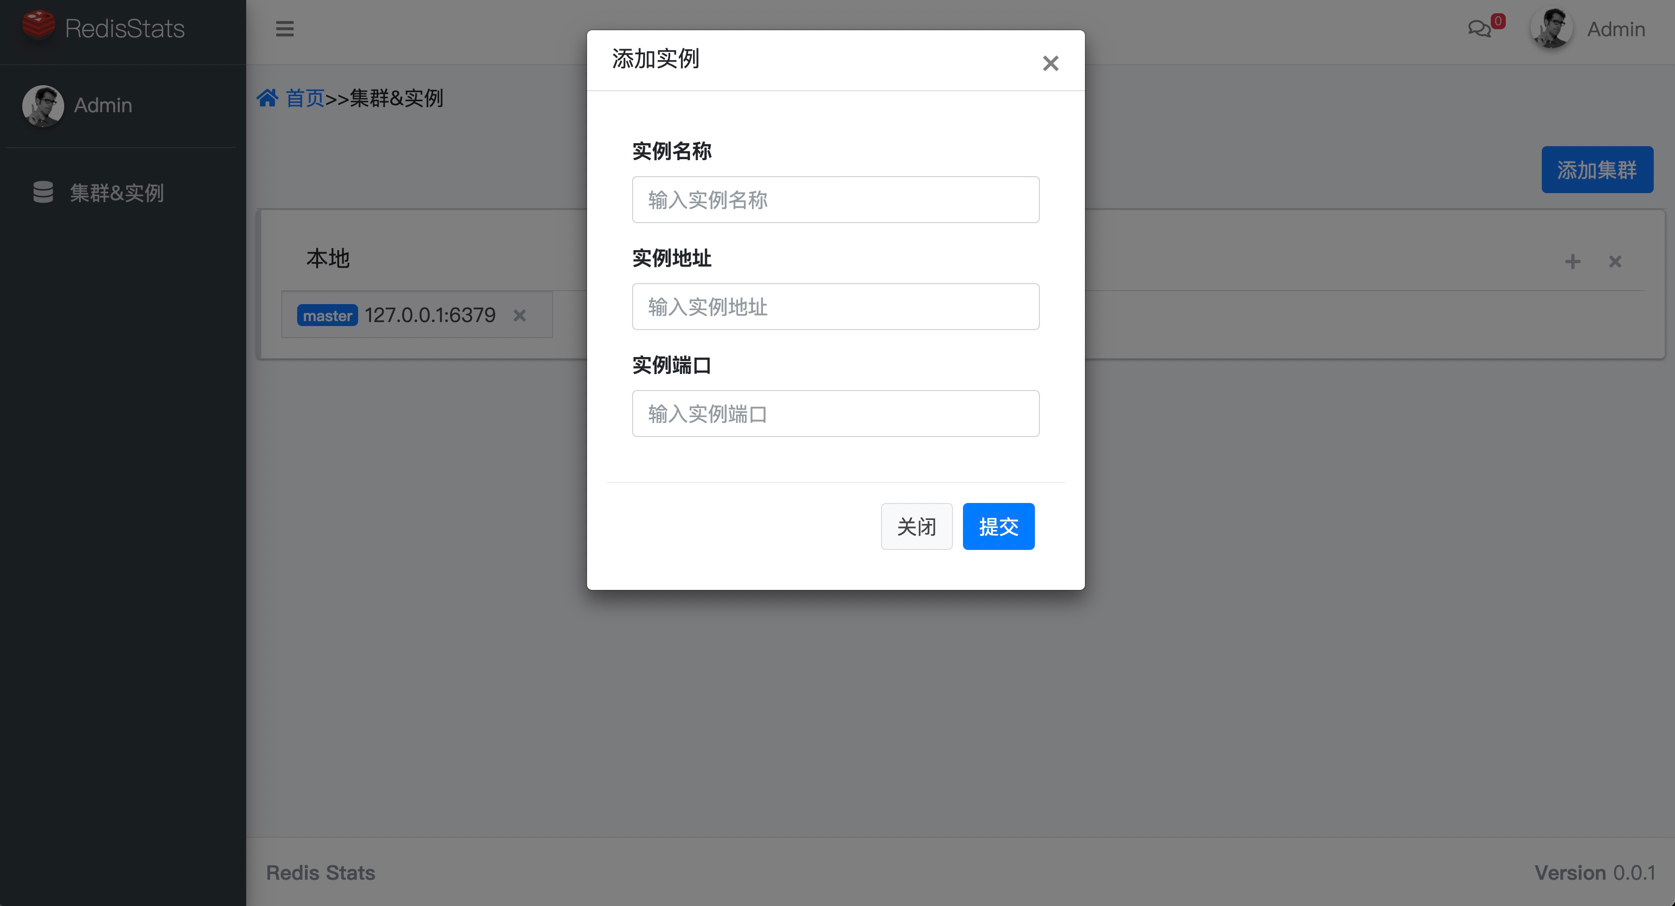 RedisStats
0
Admin
Admin
集群&实例
首页>>集群&实例
添加集群
本地
master 127.0.0.1:6379
添加实例
实例名称
输入实例名称
实例地址
输入实例地址
实例端口
输入实例端口
关闭 提交
Redis Stats
Version 0.0.1